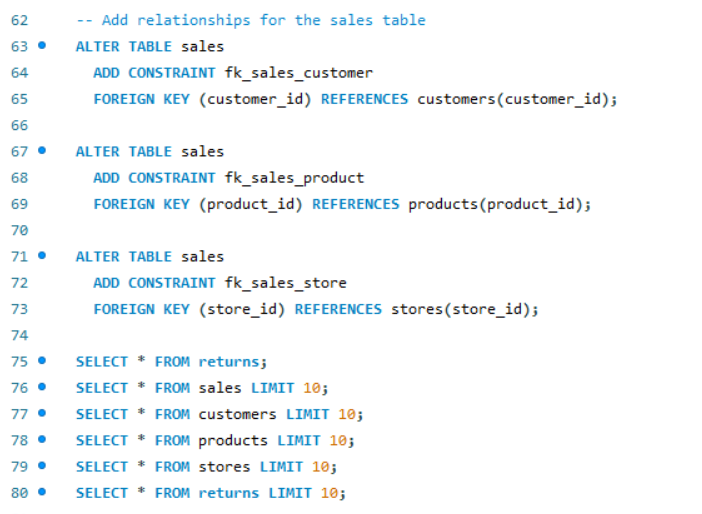 62 -- Add relationships for the sales table
63 ALTER TABLE sales
64 ADD CONSTRAINT fk_sales_customer
65 FOREIGN KEY (customer_id) REFERENCES customers(customer_id);
66
67 ALTER TABLE sales
68 ADD CONSTRAINT fk_sales_product
69 FOREIGN KEY (product_id) REFERENCES products(product_id);
70
71 ALTER TABLE sales
72 ADD CONSTRAINT fk_sales_store
73 FOREIGN KEY (store_id) REFERENCES stores(store_id);
74
75 SELECT * FROM returns;
76 SELECT * FROM sales LIMIT 10;
77 SELECT * FROM customers LIMIT 10;
78 SELECT * FROM products LIMIT 10;
79 SELECT * FROM stores LIMIT 10;
80 SELECT * FROM returns LIMIT 10;